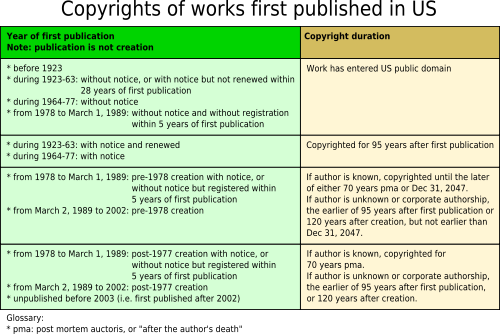 Copyrights of works first published in US
Year of first publication
Note: publication is not creation
Copyright duration
* before 1923
* during 1923-63: without notice, or with notice but not renewed within
28 years of first publication
* during 1964-77: without notice
* from 1978 to March 1, 1989: without notice and without registration
within 5 years of first publication
Work has entered US public domain
* during 1923-63: with notice and renewed
* during 1964-77: with notice
Copyrighted for 95 years after first publication
* from 1978 to March 1, 1989: pre-1978 creation with notice, or
without notice but registered within
5 years of first publication
* from March 2, 1989 to 2002: pre-1978 creation
If author is known, copyrighted until the later
of either 70 years pma or Dec 31, 2047.
If author is unknown or corporate authorship,
the earlier of 95 years after first publication or
120 years after creation, but not earlier than
Dec 31, 2047.
* from 1978 to March 1, 1989: post-1977 creation with notice, or
without notice but registered within
5 years of first publication
* from March 2, 1989 to 2002: post-1977 creation
* unpublished before 2003 (i.e. first published after 2002)
If author is known, copyrighted for
70 years pma.
If author is unknown or corporate authorship,
the earlier of 95 years after first publication,
or 120 years after creation.
Glossary:
* pma: post mortem auctoris, or "after the author's death"